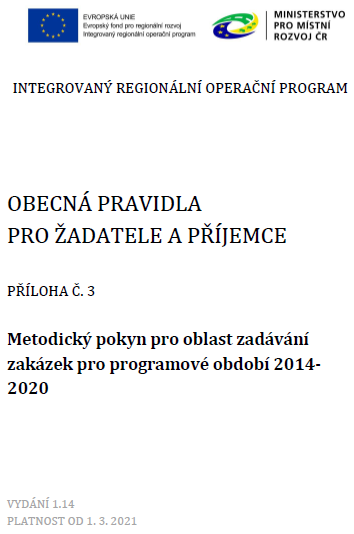 EVROPSKÁ UNIE
Evropský fond pro regionální rozvoj
Integrovaný regionální operační program
MINISTERSTVO
PRO MÍSTNÍ
ROZVOJ ČR
INTEGROVANÝ REGIONÁLNÍ OPERAČNÍ PROGRAM
OBECNÁ PRAVIDLA
PRO ŽADATELE A PŘÍJEMCE
PŘÍLOHA Č. 3
Metodický pokyn pro oblast zadávání
zakázek pro programové období 2014-
2020
VYDÁNÍ 1.14
PLATNOST OD 1. 3. 2021